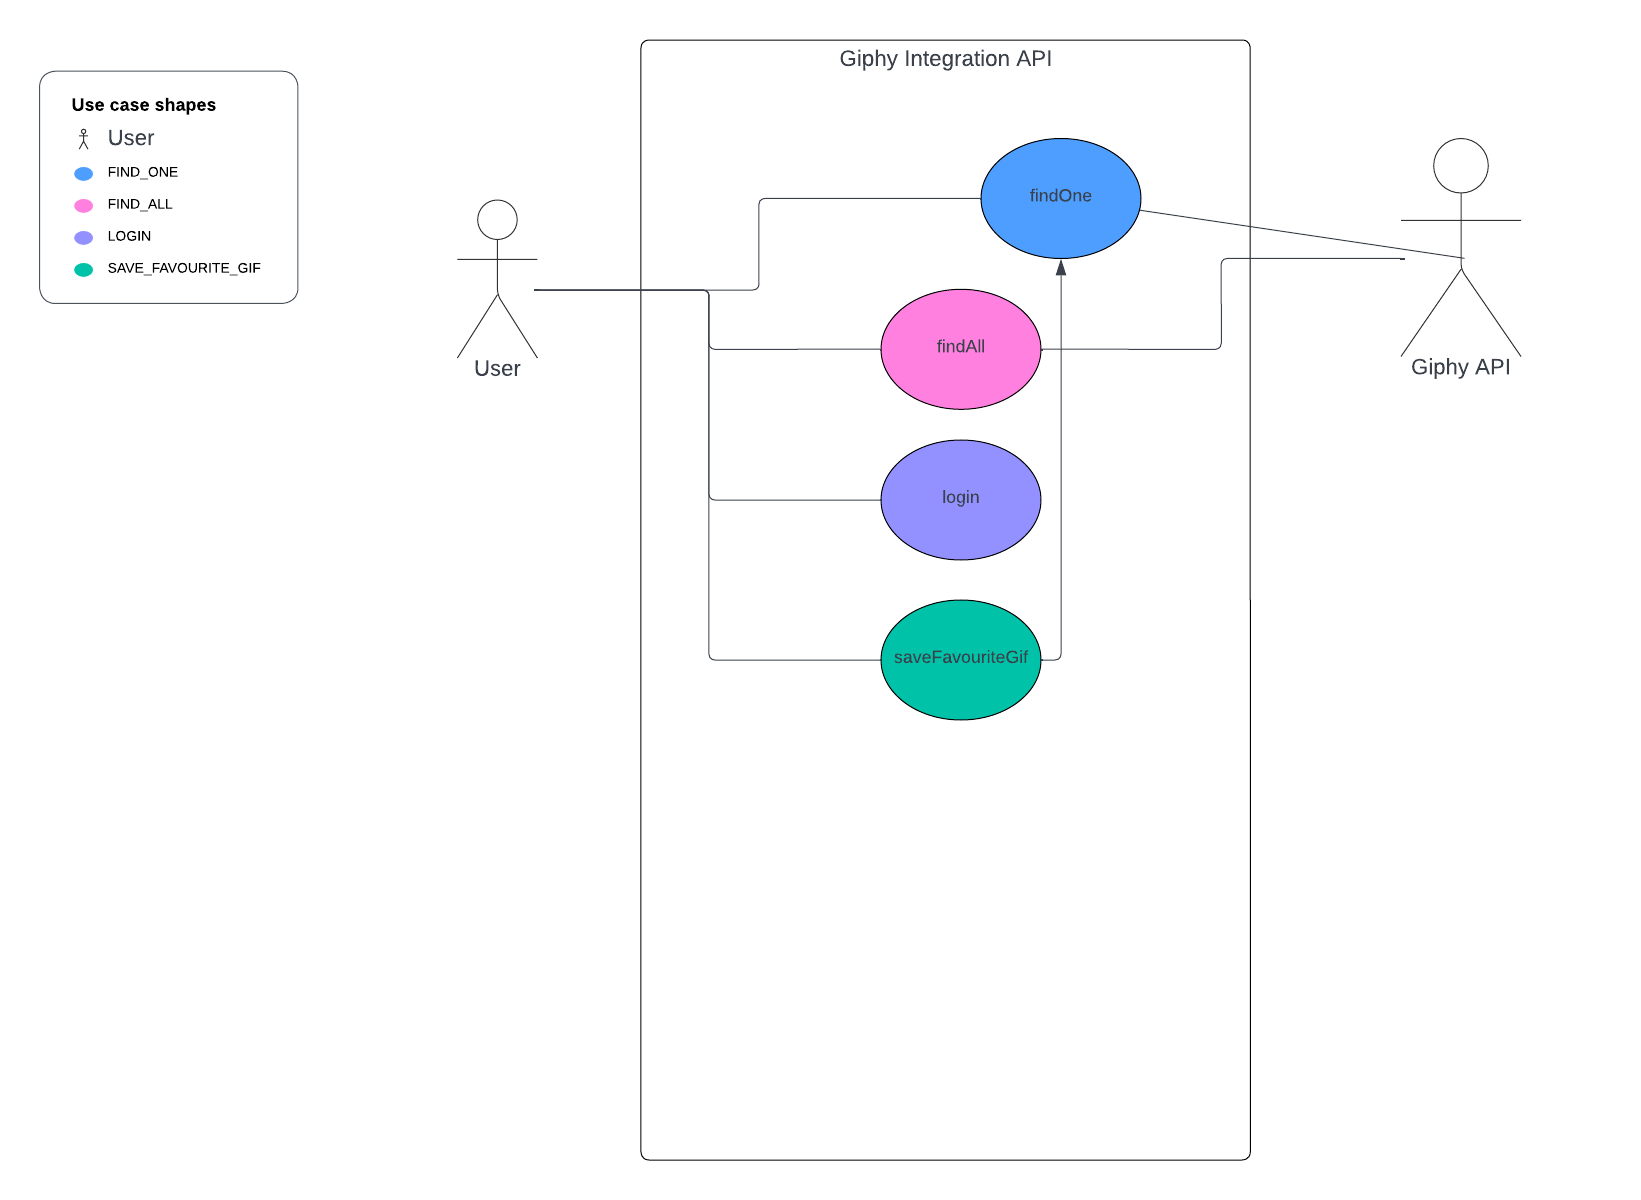 Use case shapes
User
FIND_ONE
FIND_ALL
LOGIN
SAVE_FAVOURITE_GIF
User
Giphy Integration API
findOne
findAll
login
saveFavouriteGif
Giphy API